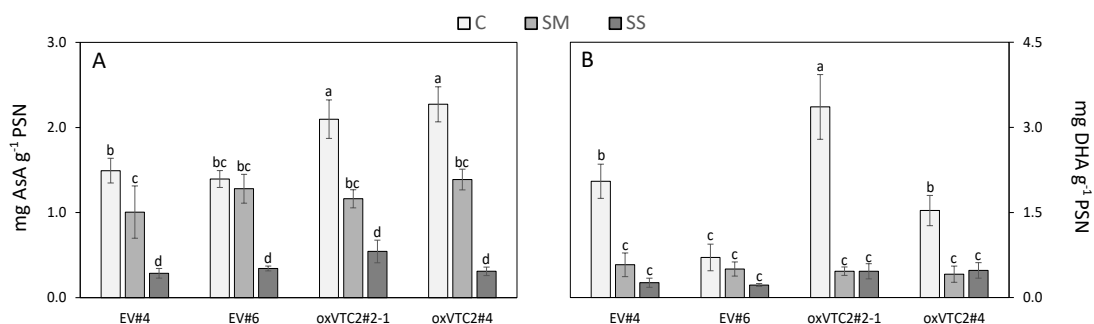 C SM SS
A
B
3.0
2.0
1.0
0.0
mg AsA g-1 PSN
4.5
3.0
1.5
0.0
mg DHA g-1 PSN
b c d bc bc d a bc d a bc d
b c c c c c a c c b c c
EV#4 EV#6 oxVTC2#2-1 oxVTC2#4
EV#4 EV#6 oxVTC2#2-1 oxVTC2#4